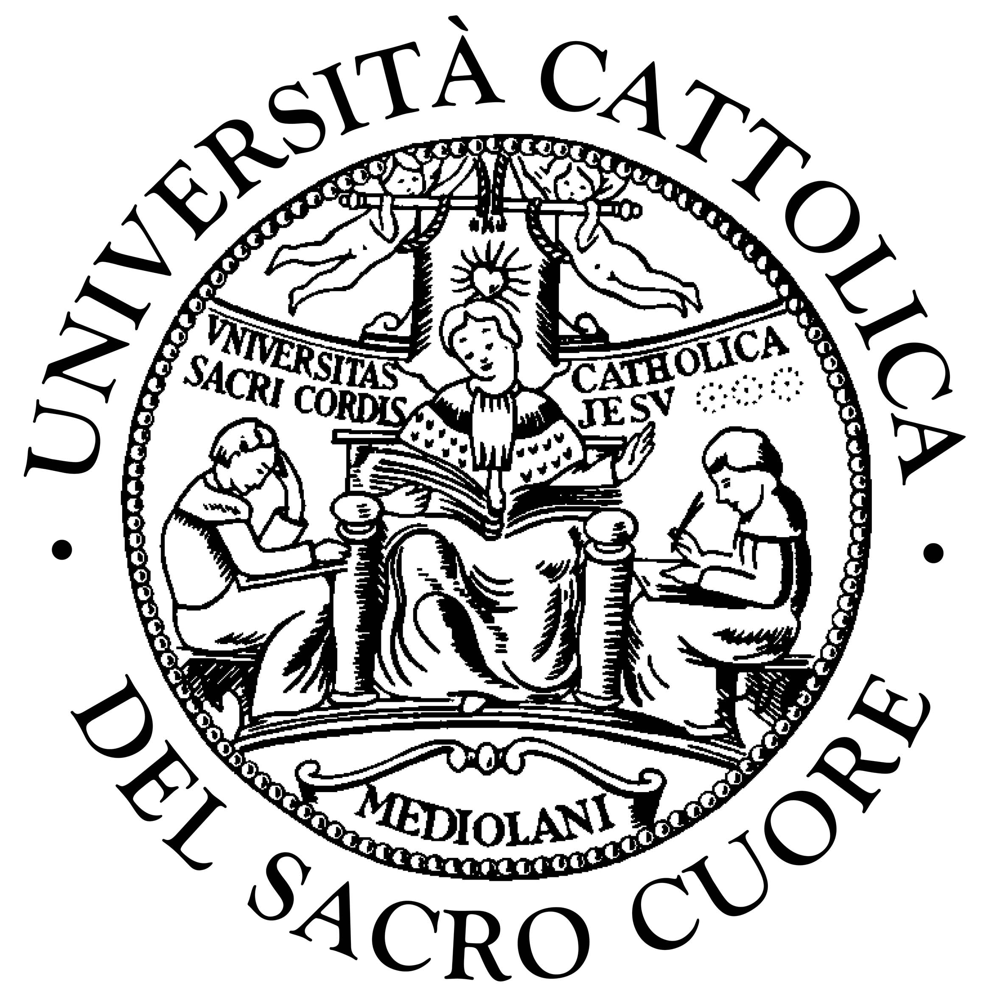 UNIVERSITÀ CATTOLICA
VNIVERSITAS CATHOLICA
SACRI CORDIS JESV
MEDIOLANI
DEL SACRO CUORE